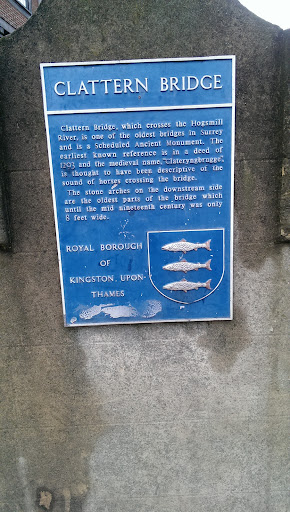 CLATTERN BRIDGE
Clattern Bridge, which crosses the Hogsmill
River, is one of the oldest bridges in Surrey
and is a Scheduled Ancient Monument. The
earliest known reference is in a deed of
1293 and the medieval name, "Clateryngbrugge",
is thought to have been descriptive of the
sound of horses crossing the bridge.
The stone arches on the downstream side
are the oldest parts of the bridge which
until the mid nineteenth century was only
8 feet wide.
ROYAL BOROUGH
OF
KINGSTON UPON
THAMES